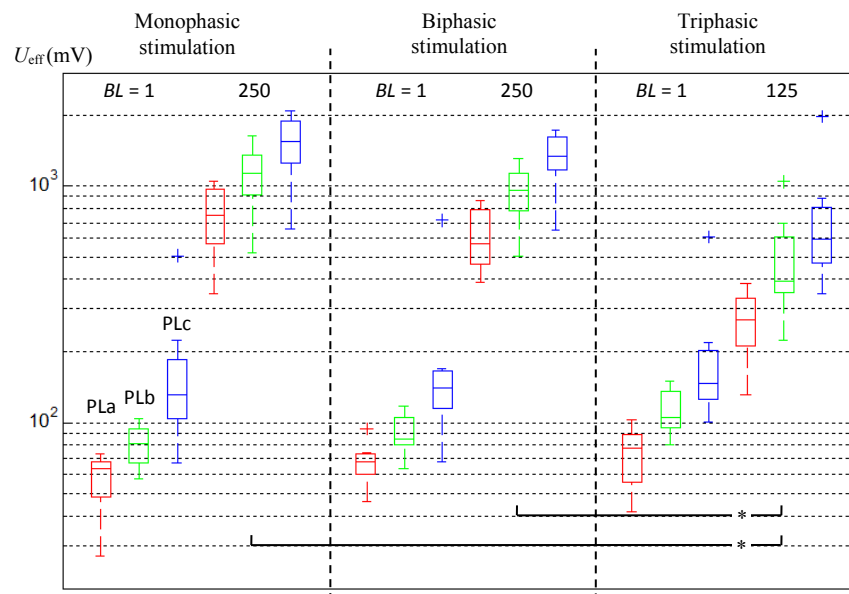 Monophasic
stimulation
Biphasic
stimulation
Triphasic
stimulation
Ueff (mV)
BL = 1
250
BL = 1
250
BL = 1
125
10³
PLc
PLa
PLb
10²
*
*